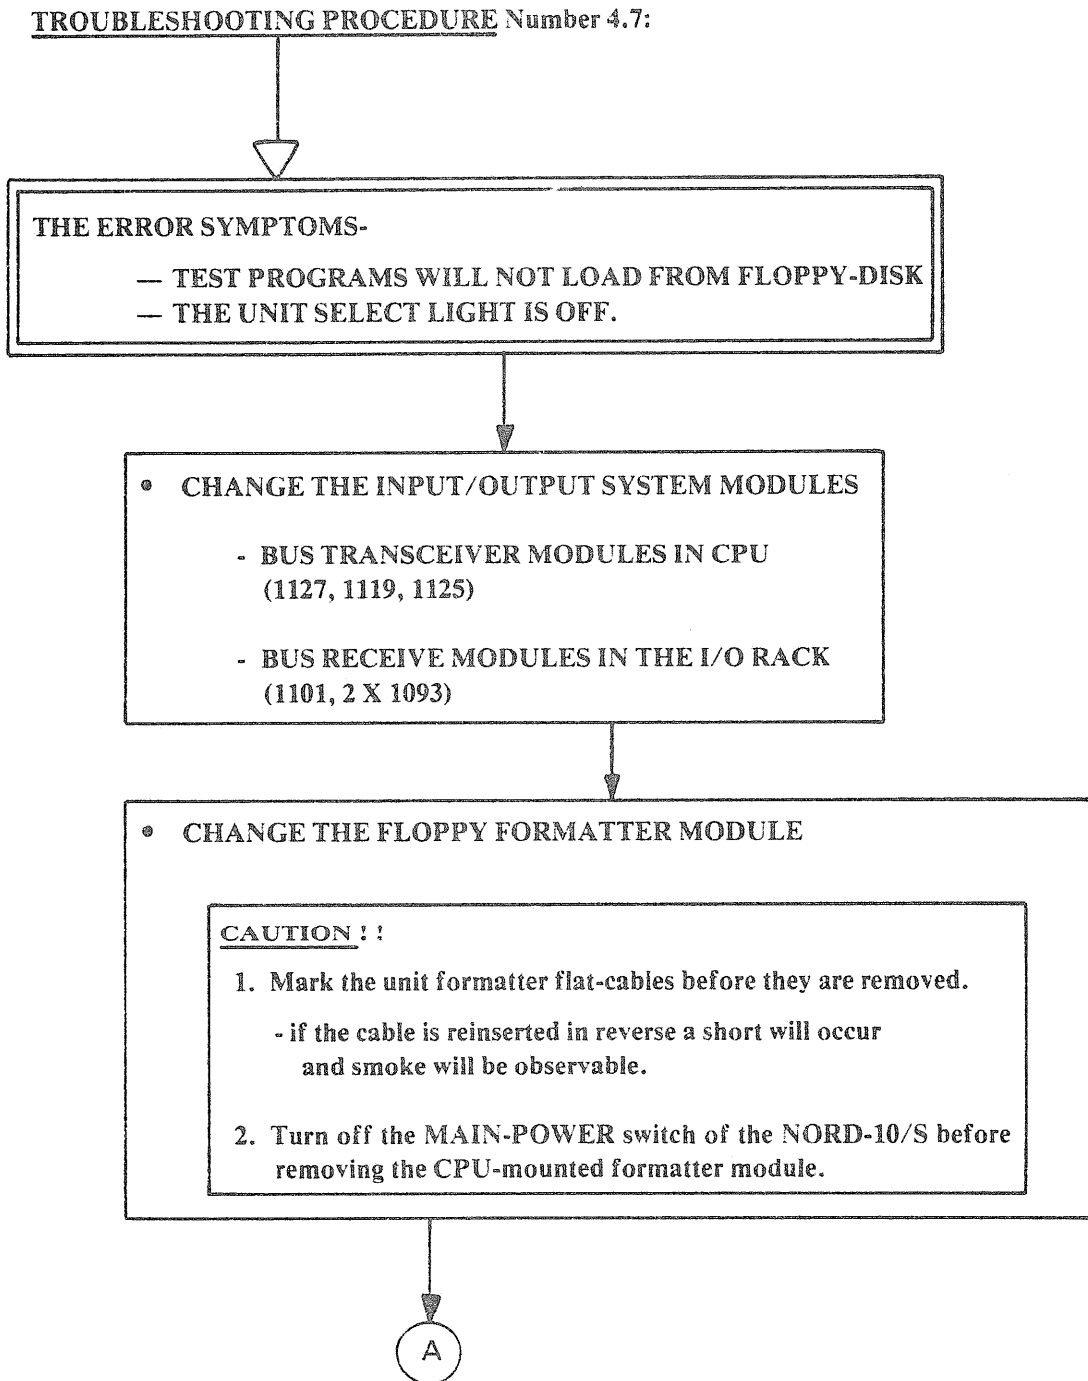 TROUBLESHOOTING PROCEDURE Number 4.7:
THE ERROR SYMPTOMS-
— TEST PROGRAMS WILL NOT LOAD FROM FLOPPY-DISK
— THE UNIT SELECT LIGHT IS OFF.
• CHANGE THE INPUT/OUTPUT SYSTEM MODULES
- BUS TRANSCEIVER MODULES IN CPU
(1127, 1119, 1125)
- BUS RECEIVE MODULES IN THE I/O RACK
(1101, 2 X 1093)
• CHANGE THE FLOPPY FORMATTER MODULE
CAUTION ! !
1. Mark the unit formatter flat-cables before they are removed.
- if the cable is reinserted in reverse a short will occur
and smoke will be observable.
2. Turn off the MAIN-POWER switch of the NORD-10/S before
removing the CPU-mounted formatter module.
A